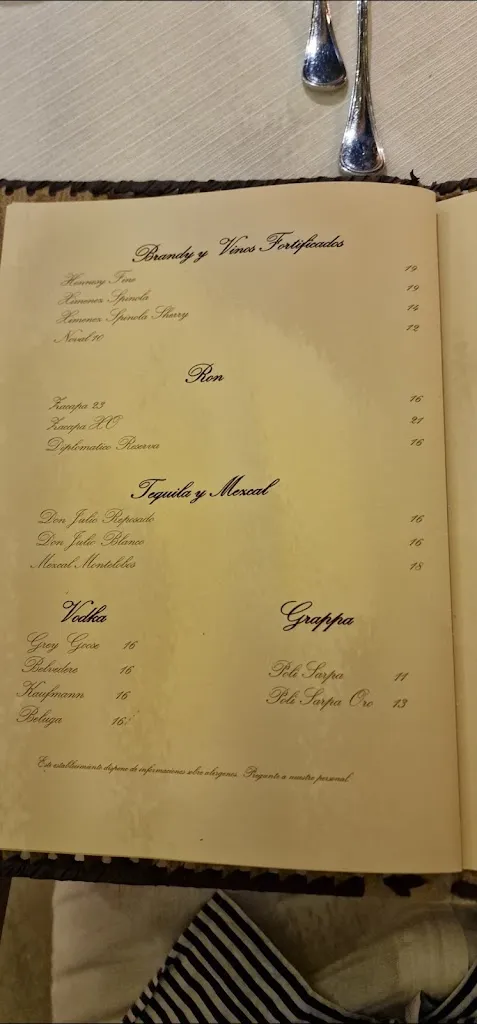 Brandy y Vinos Fortificados
Hennessy Fine 19
Ximenez Spinola 19
Ximenez Spinola Sherry 14
Noval 10 12
Ron
Zacapa 23 16
Zacapa XO 21
Diplomatico Reserva 16
Tequila y Mezcal
Don Julio Reposado 16
Don Julio Blanco 16
Mezcal Montelobos 18
Vodka
Grey Goose 16
Belvedere 16
Kaufmann 16
Beluga 16
Grappa
Poli Sarpa 11
Poli Sarpa Oro 13
Este establecimiento dispone de informaciones sobre alérgenos. Pregunte a nuestro personal.